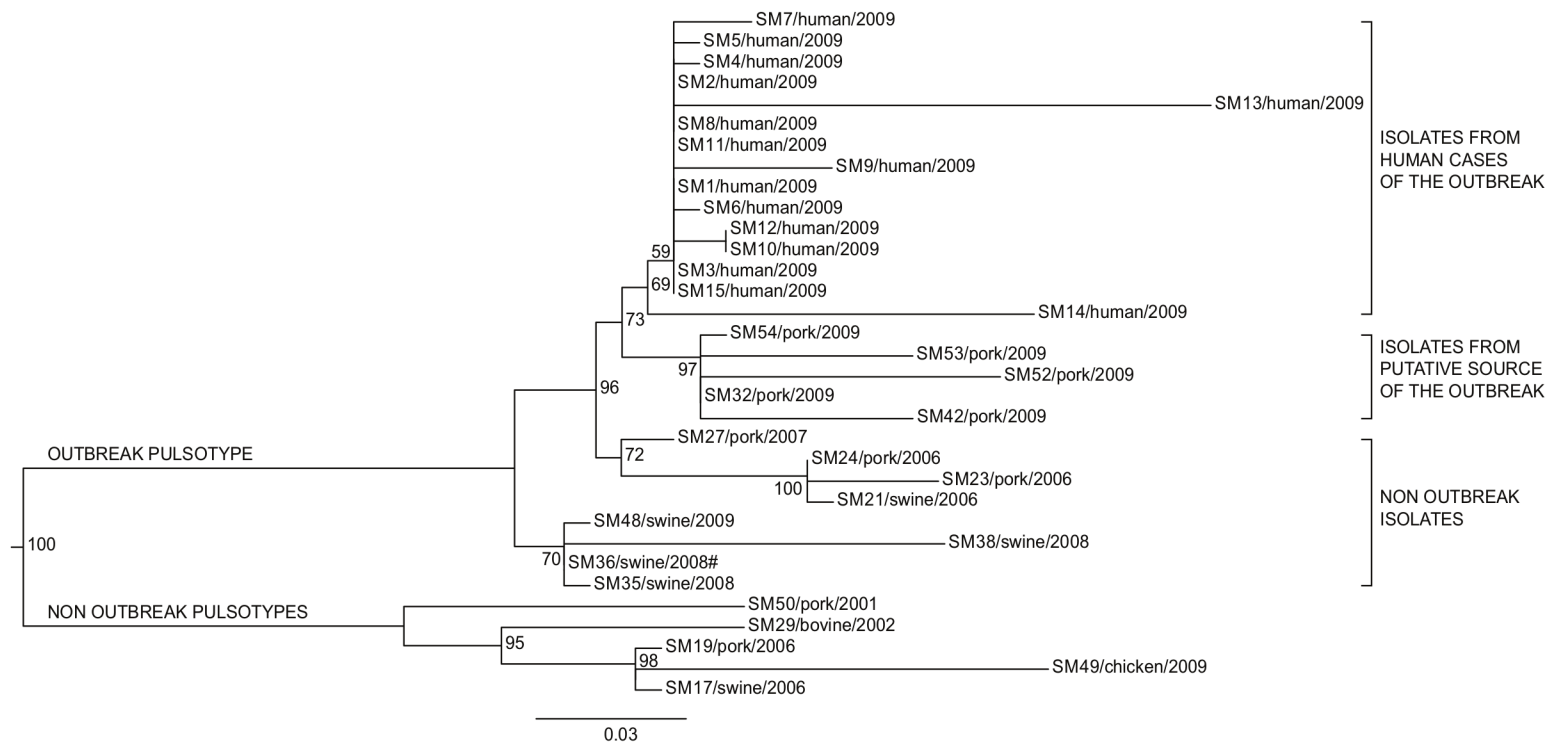 SM7/human/2009
SM5/human/2009
SM4/human/2009
SM2/human/2009
SM13/human/2009
SM8/human/2009
SM11/human/2009
SM9/human/2009
SM1/human/2009
SM6/human/2009
SM12/human/2009
SM10/human/2009
59
SM3/human/2009
69
SM15/human/2009
SM14/human/2009
ISOLATES FROM
HUMAN CASES
OF THE OUTBREAK
73
SM54/pork/2009
SM53/pork/2009
97
SM52/pork/2009
SM32/pork/2009
SM42/pork/2009
ISOLATES FROM
PUTATIVE SOURCE
OF THE OUTBREAK
96
SM27/pork/2007
72
SM24/pork/2006
SM23/pork/2006
100
SM21/swine/2006
SM48/swine/2009
SM38/swine/2008
70
SM36/swine/2008#
SM35/swine/2008
NON OUTBREAK
ISOLATES
OUTBREAK PULSOTYPE
100
NON OUTBREAK PULSOTYPES
SM50/pork/2001
SM29/bovine/2002
95
SM19/pork/2006
98
SM49/chicken/2009
SM17/swine/2006
0.03